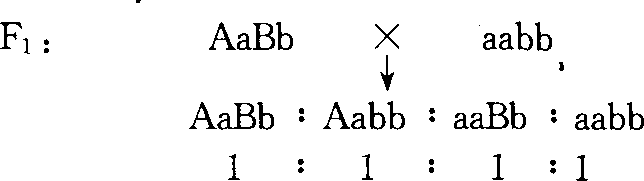 F₁: AaBb × aabb,
↓
AaBb : Aabb : aaBb : aabb
1 : 1 : 1 : 1